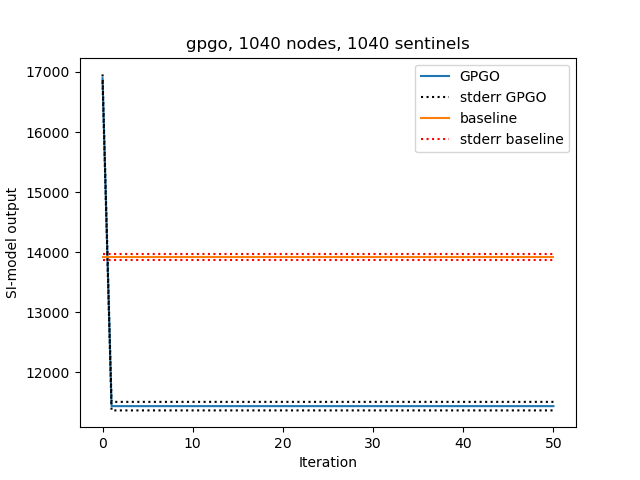 gpgo, 1040 nodes, 1040 sentinels
GPGO
stderr GPGO
baseline
stderr baseline
SI-model output
17000
16000
15000
14000
13000
12000
0 10 20 30 40 50
Iteration